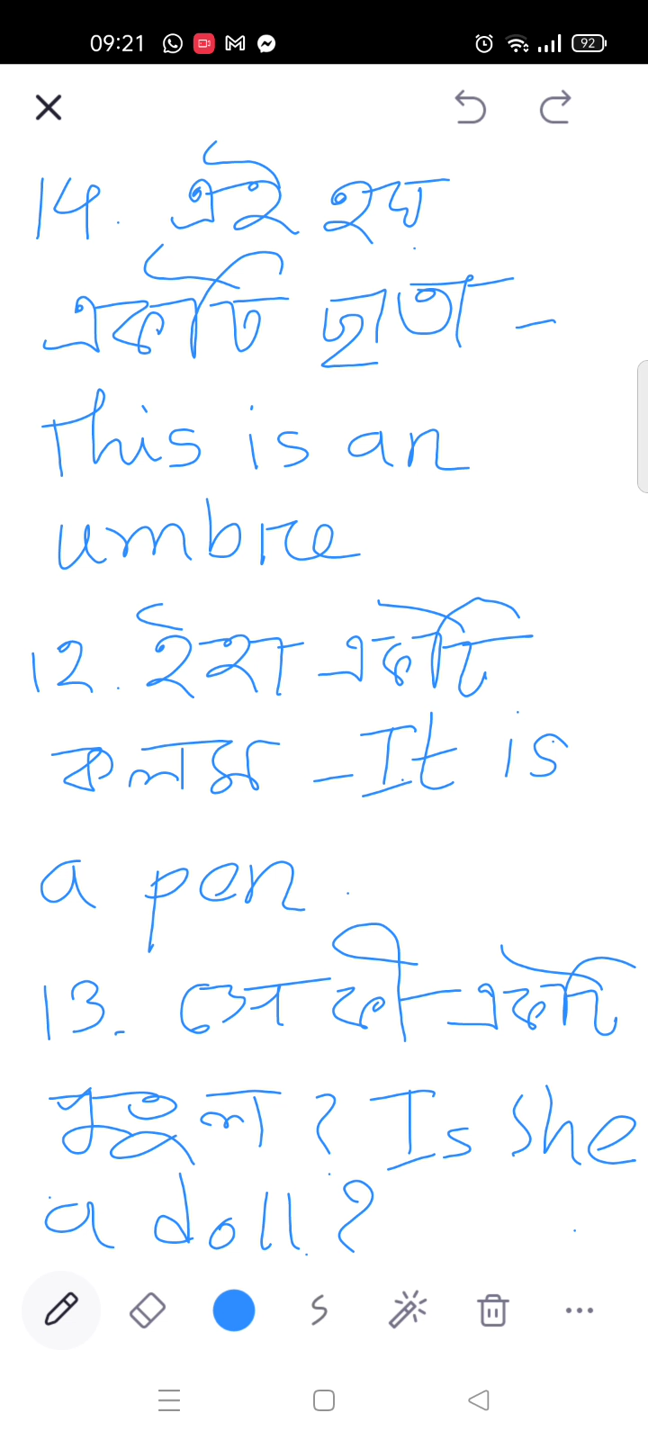 09:21 92
14. এই হয়
একটি ছাতা -
This is an
umbre
12. ইহা একটি
কলম - It is
a pen.
13. সে কী একটি
পুতুল? Is she
a doll?